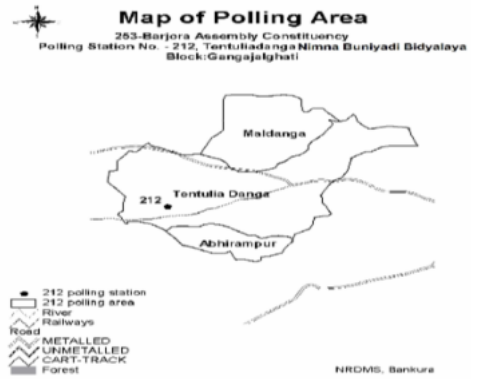 Map of Polling Area
253-Barjora Assembly Constituency
Polling Station No. - 212, Tentuliadanga Nimna Buniyadi Bidyalaya
Block:Gangajalghati
Maldanga
212
Tentulia Danga
Abhirampur
212 polling station
212 polling area
River
Railways
Road
METALLED
UNMETALLED
CART-TRACK
Forest
NRDMS, Bankura